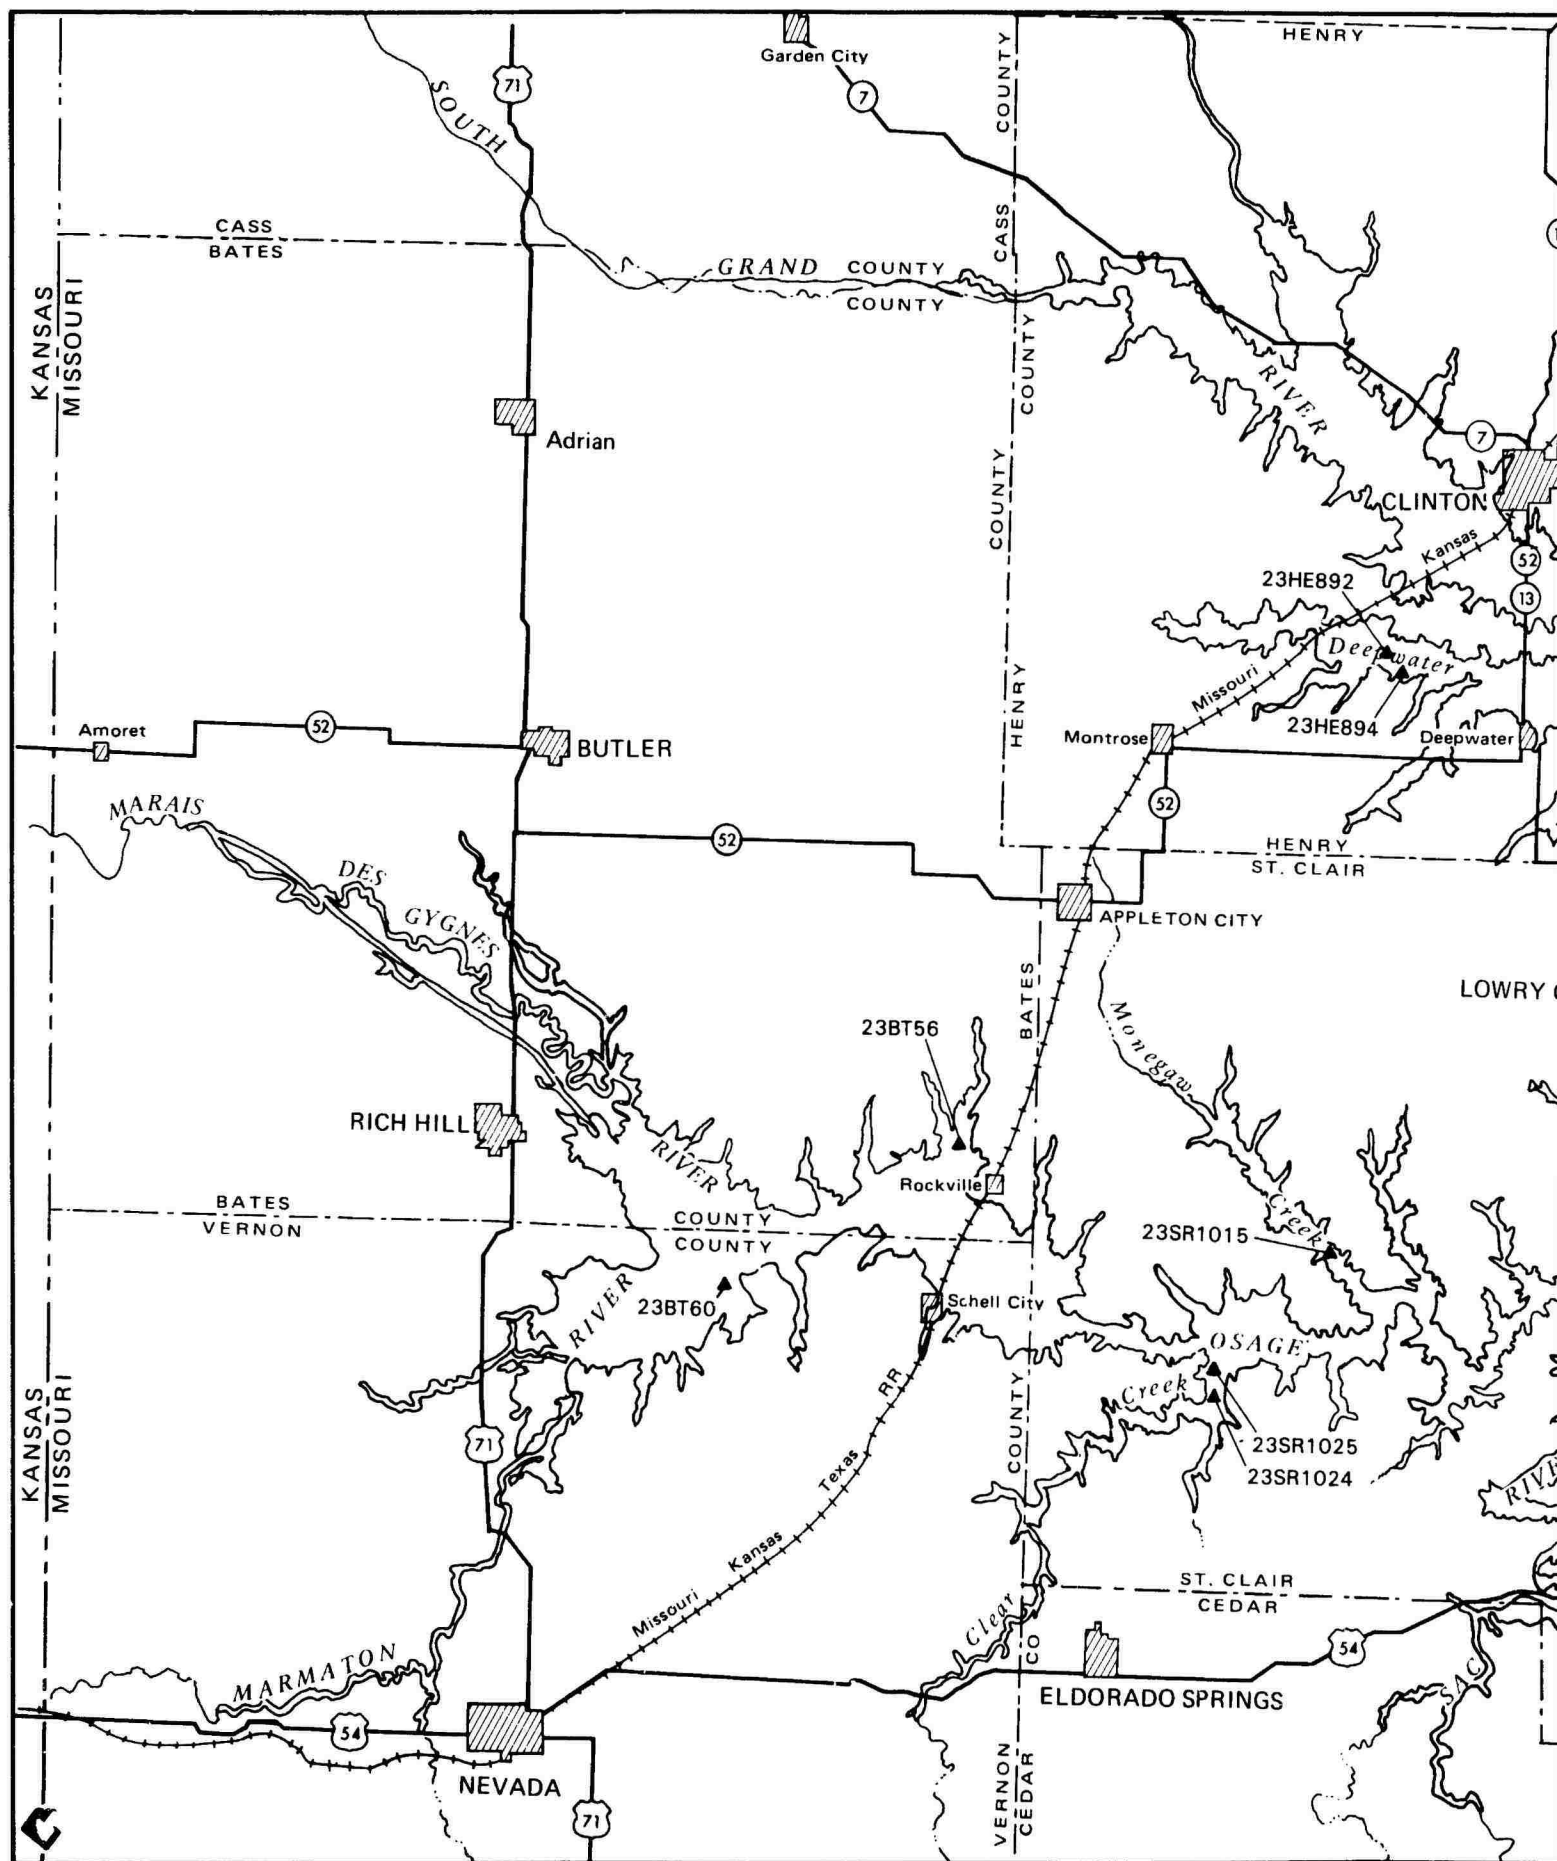 HENRY
Garden City
7
71
SOUTH
COUNTY
CASS
COUNTY
CASS
BATES
GRAND
COUNTY
COUNTY
KANSAS
MISSOURI
COUNTY
COUNTY
HENRY
RIVER
Adrian
7
CLINTON
Kansas
52
13
23HE892
Deepwater
Missouri
23HE894
Montrose
Deepwater
Amoret
52
BUTLER
52
MARAIS
DES
GYGNES
RIVER
52
HENRY
ST. CLAIR
APPLETON CITY
BATES
LOWRY
23BT56
Monegaw
Creek
RICH HILL
Rockville
BATES
VERNON
COUNTY
COUNTY
23SR1015
23BT60
RIVER
Schell City
OSAGE
Creek
RR
COUNTY
KANSAS
MISSOURI
71
23SR1025
23SR1024
Texas
Kansas
Missouri
RIVE
ST. CLAIR
CEDAR
Clear
CO
54
SAC
MARMATON
ELDORADO SPRINGS
54
NEVADA
71
VERNON
CEDAR